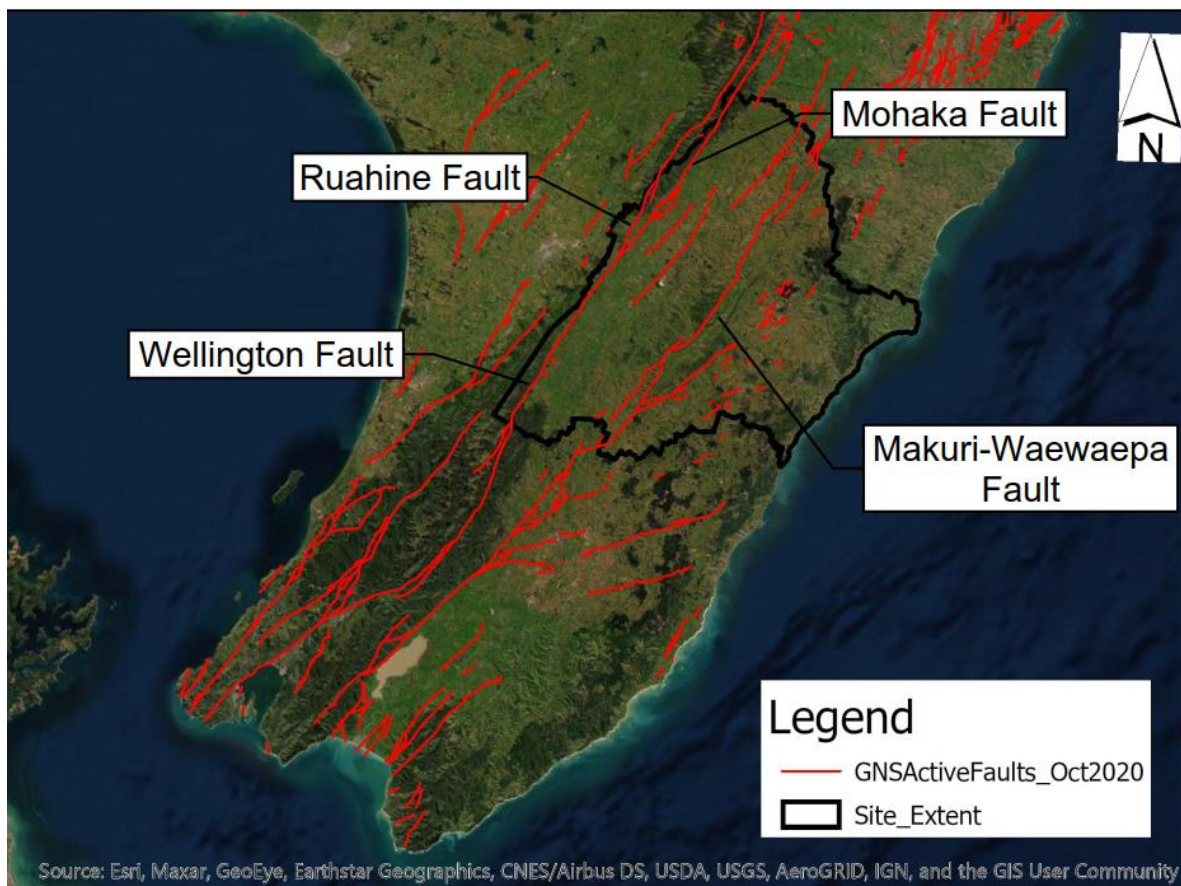 Mohaka Fault
N
Ruahine Fault
Wellington Fault
Makuri-Waewaepa
Fault
Legend
GNSActiveFaults_Oct2020
Site_Extent
Source: Esri, Maxar, GeoEye, Earthstar Geographics, CNES/Airbus DS, USDA, USGS, AeroGRID, IGN, and the GIS User Community